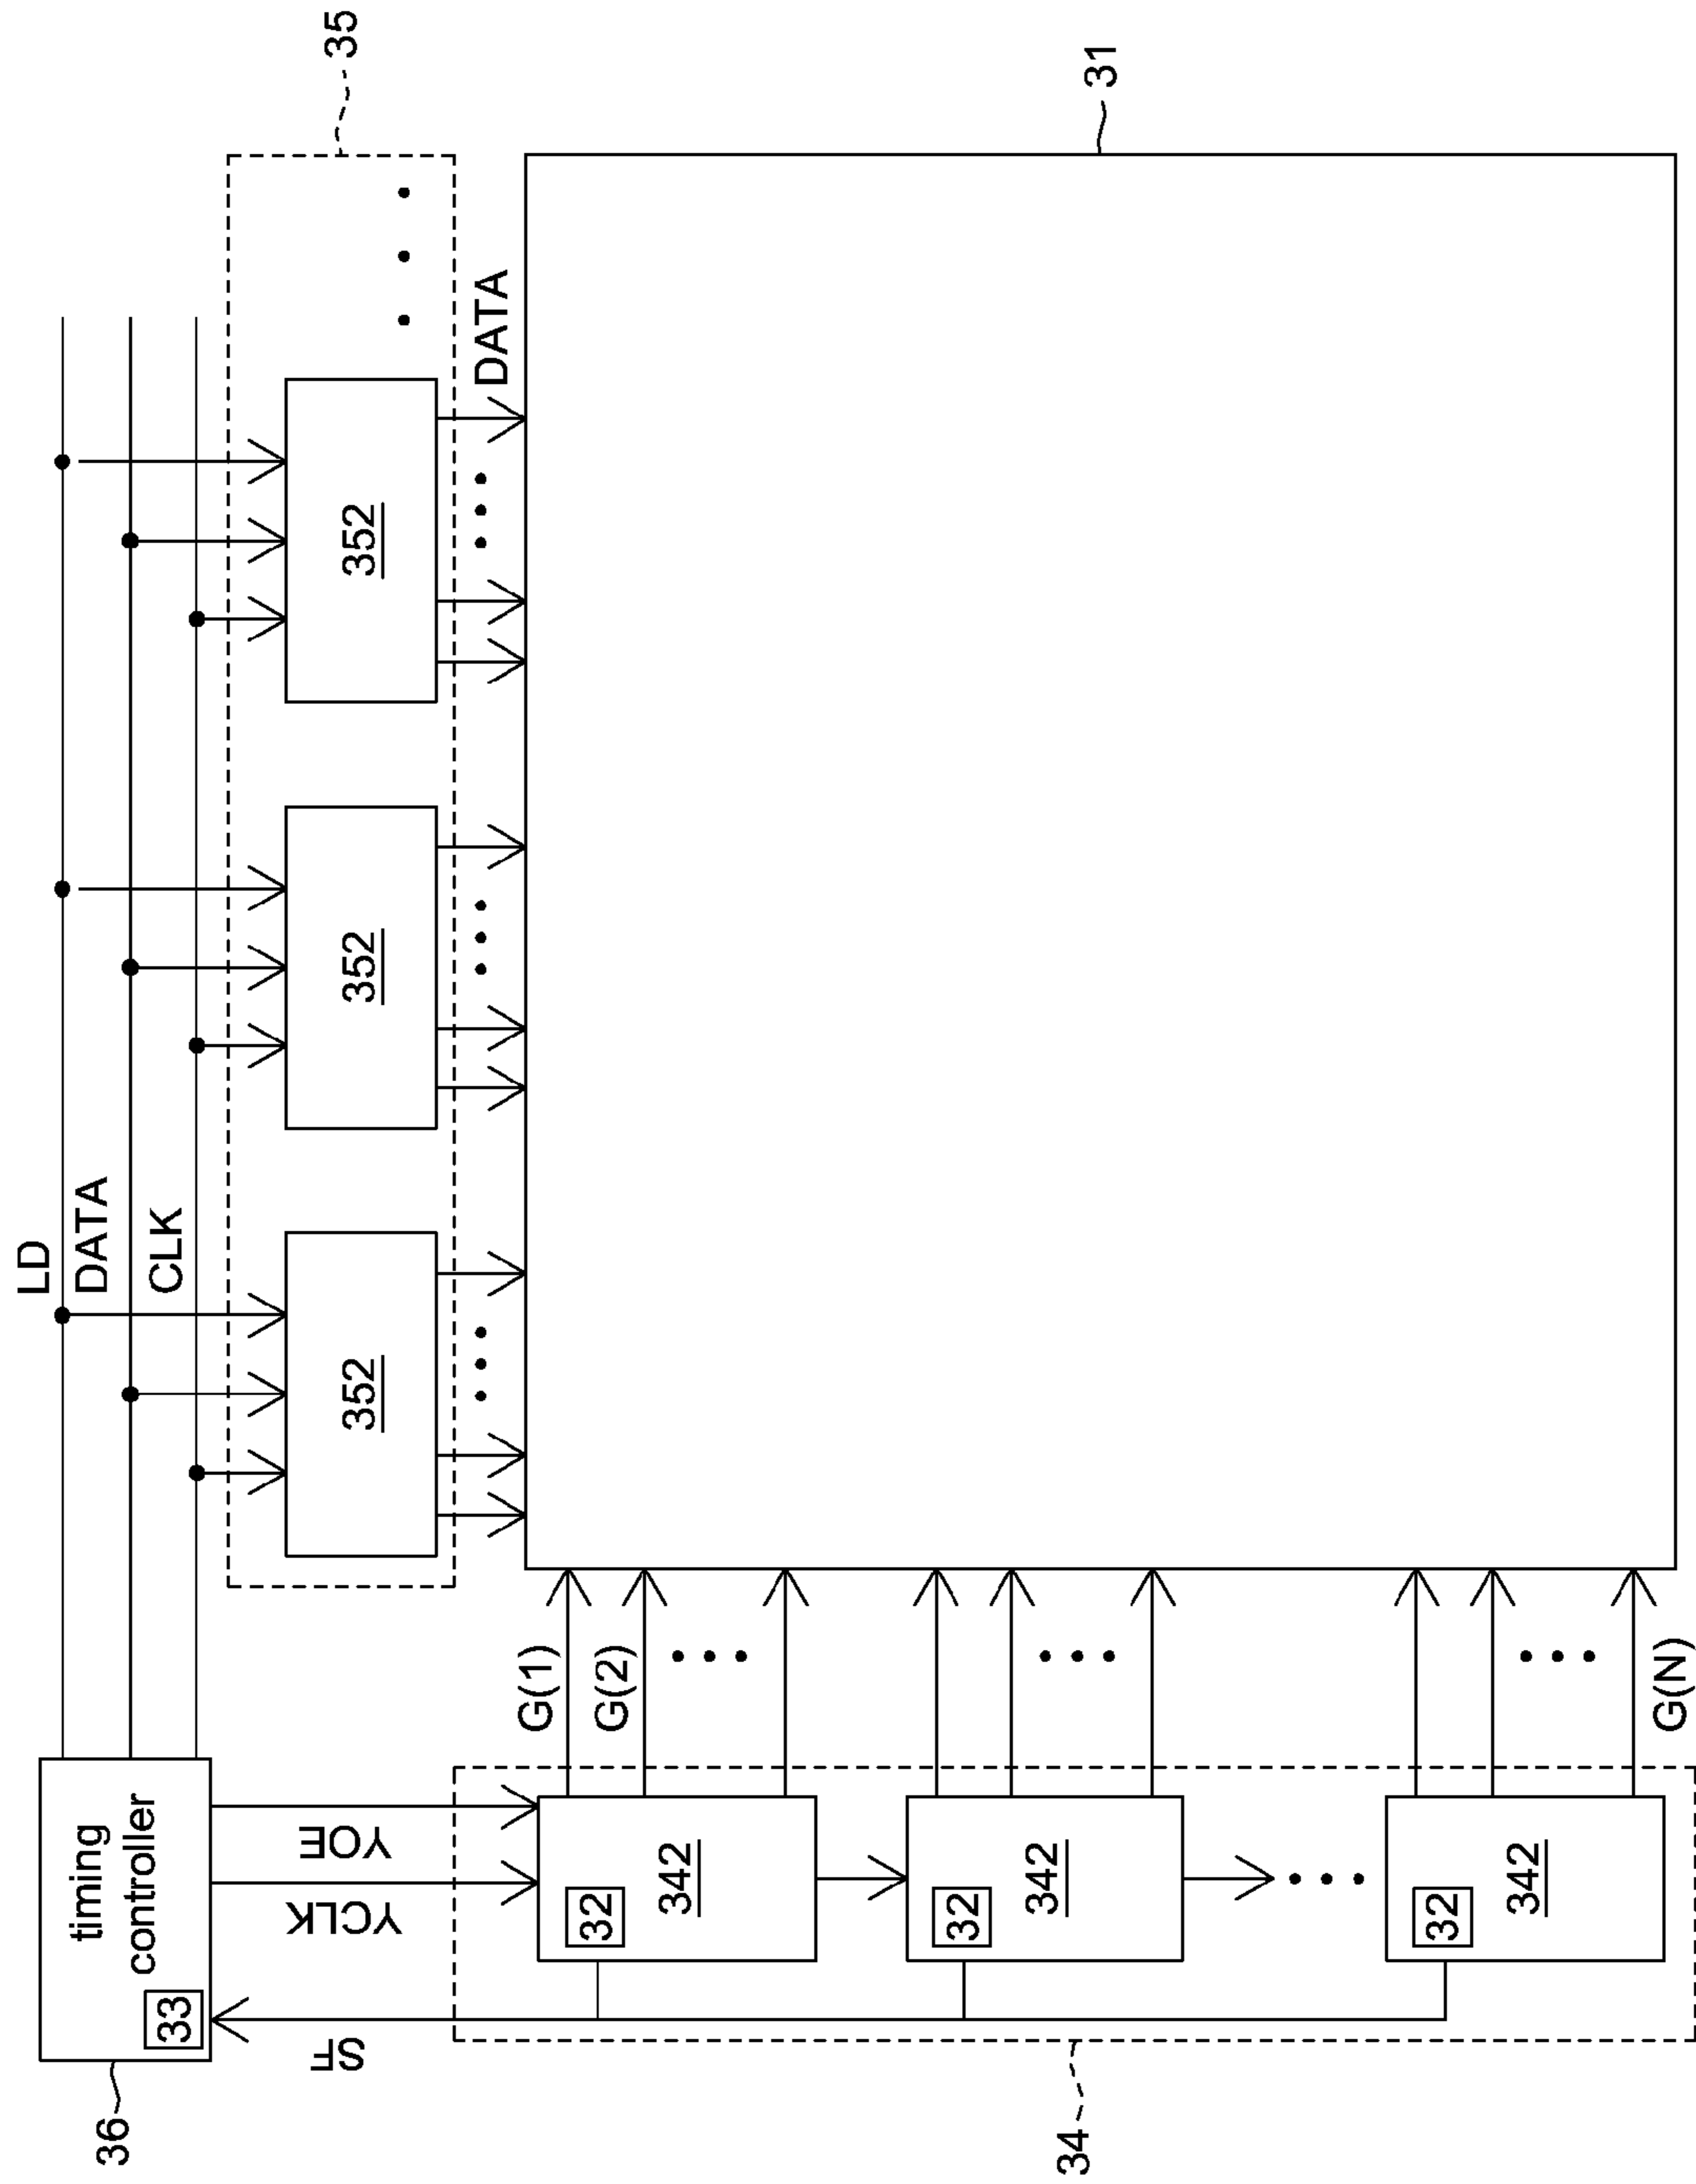 36
timing
controller
33
LD
DATA
CLK
35
352
352
352
DATA
SF
YCLK
YOE
G(1)
G(2)
G(N)
32
342
32
342
32
342
34
31